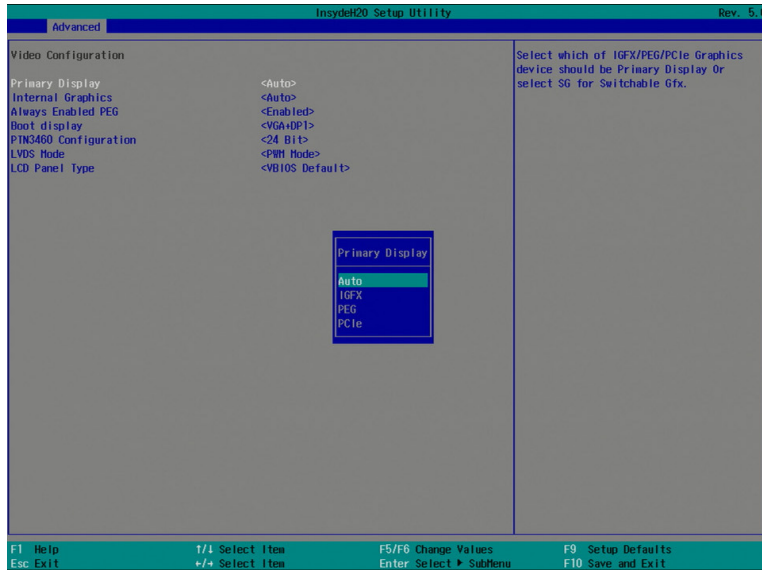 InsydeH20 Setup Utility Rev. 5.
Advanced
Video Configuration
Primary Display <Auto>
Internal Graphics <Auto>
Always Enabled PEG <Enabled>
Boot display <VGA+DP1>
PTN3460 Configuration <24 Bit>
LVDS Mode <PWM Mode>
LCD Panel Type <VBIOS Default>
Select which of IGFX/PEG/PCIe Graphics
device should be Primary Display Or
select SG for Switchable Gfx.
Primary Display
Auto
IGFX
PEG
PCIe
F1 Help ↑/↓ Select Item F5/F6 Change Values F9 Setup Defaults
Esc Exit ←/→ Select Item Enter Select ▶ SubMenu F10 Save and Exit